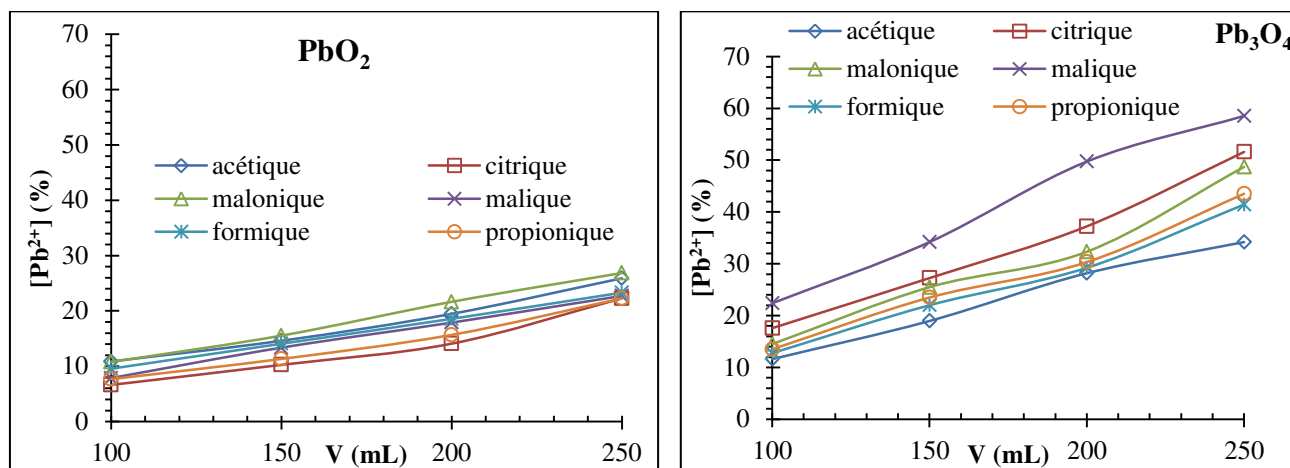 PbO₂
[Pb²⁺] (%)
70
60
50
40
30
20
10
0
acétique
citrique
malonique
malique
formique
propionique
100
150
200
250
V (mL)
acétique
citrique
Pb₃O₄
malonique
malique
formique
propionique
[Pb²⁺] (%)
70
60
50
40
30
20
10
0
100
150
200
250
V (mL)